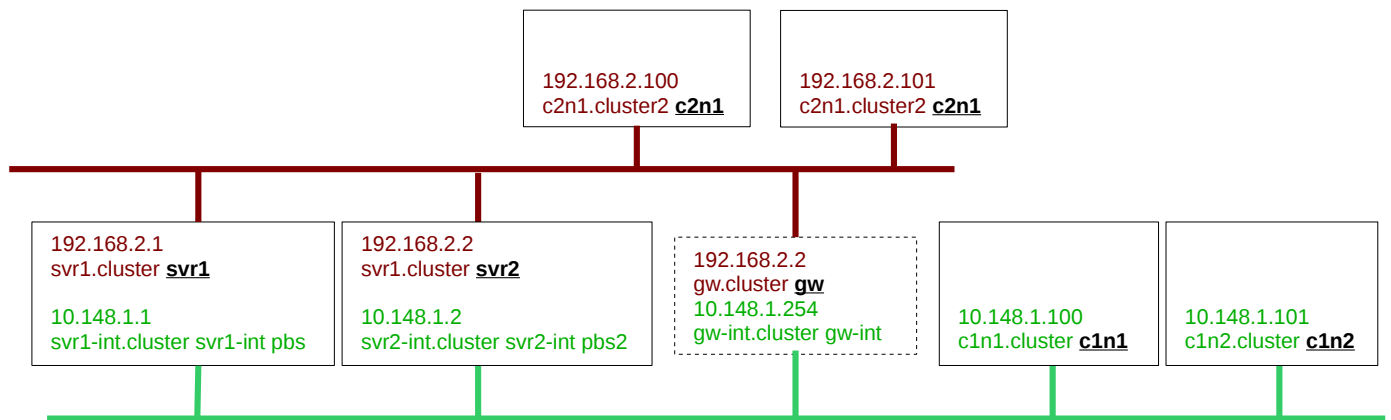 192.168.2.100
c2n1.cluster2 c2n1
192.168.2.101
c2n1.cluster2 c2n1
192.168.2.1
svr1.cluster svr1
10.148.1.1
svr1-int.cluster svr1-int pbs
192.168.2.2
svr1.cluster svr2
10.148.1.2
svr2-int.cluster svr2-int pbs2
192.168.2.2
gw.cluster gw
10.148.1.254
gw-int.cluster gw-int
10.148.1.100
c1n1.cluster c1n1
10.148.1.101
c1n2.cluster c1n2